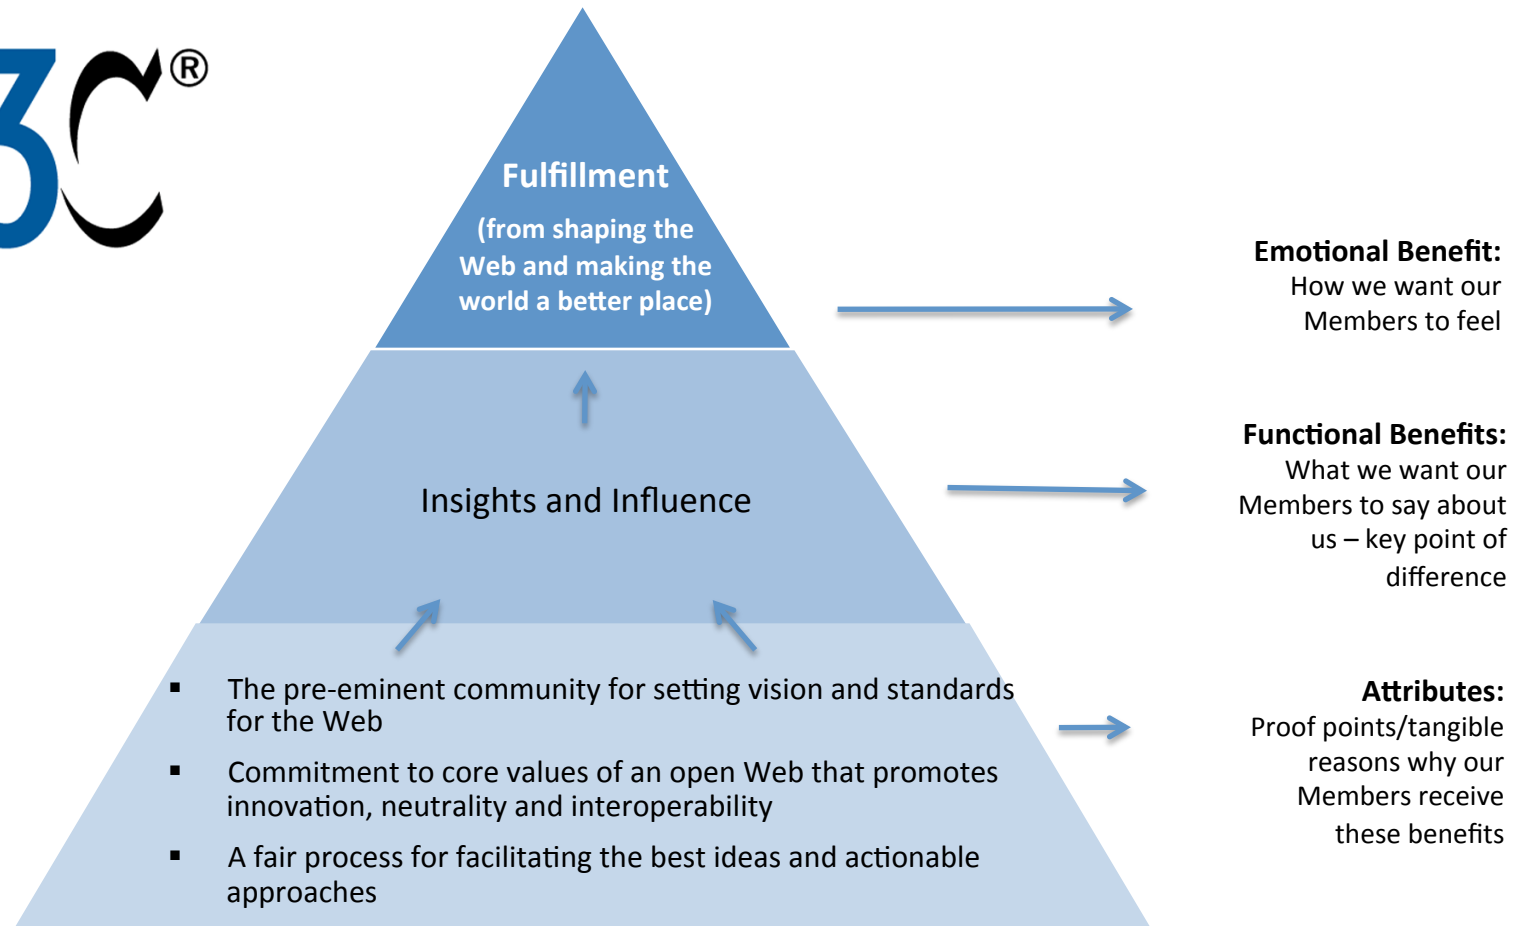 3C®
Fulfillment
(from shaping the
Web and making the
world a better place)
Emotional Benefit:
How we want our
Members to feel
Insights and Influence
Functional Benefits:
What we want our
Members to say about
us – key point of
difference
▪ The pre-eminent community for setting vision and standards
for the Web
▪ Commitment to core values of an open Web that promotes
innovation, neutrality and interoperability
▪ A fair process for facilitating the best ideas and actionable
approaches
Attributes:
Proof points/tangible
reasons why our
Members receive
these benefits